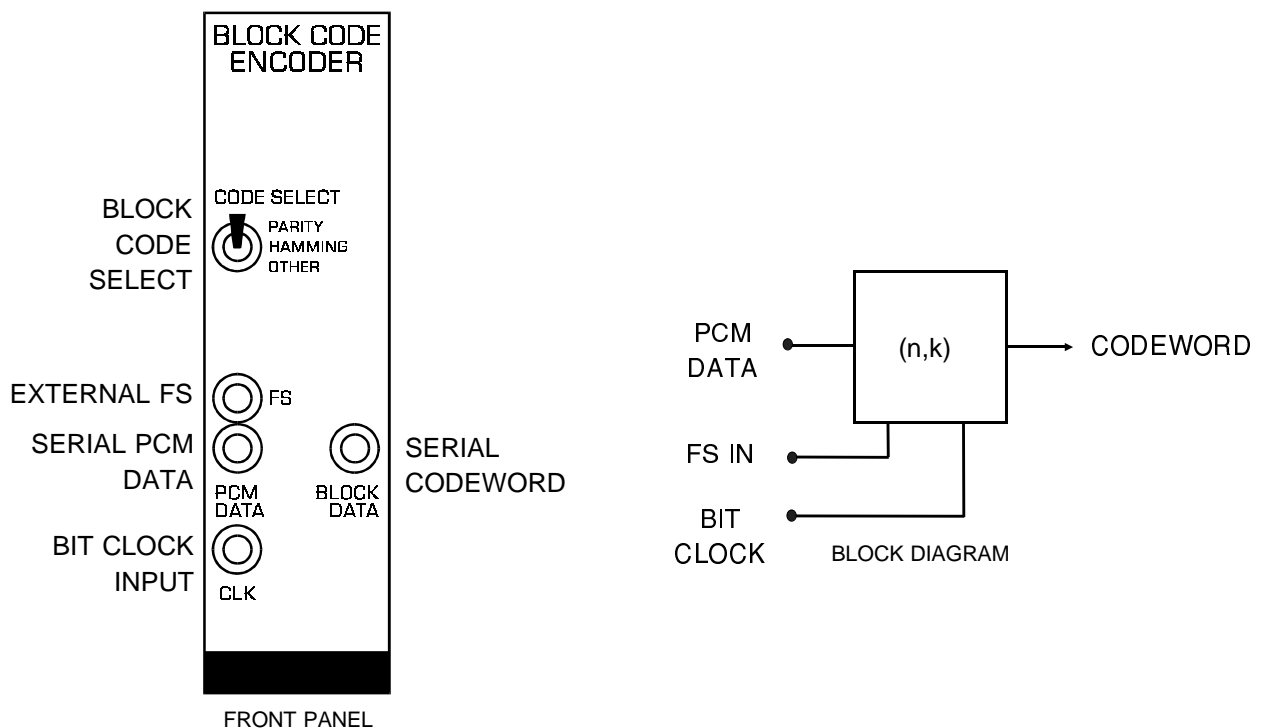 BLOCK CODE
ENCODER
BLOCK
CODE
SELECT
CODE SELECT
PARITY
HAMMING
OTHER
EXTERNAL FS
FS
SERIAL PCM
DATA
PCM
DATA
BLOCK
DATA
SERIAL
CODEWORD
BIT CLOCK
INPUT
CLK
FRONT PANEL
PCM
DATA
(n,k)
CODEWORD
FS IN
BIT
CLOCK
BLOCK DIAGRAM